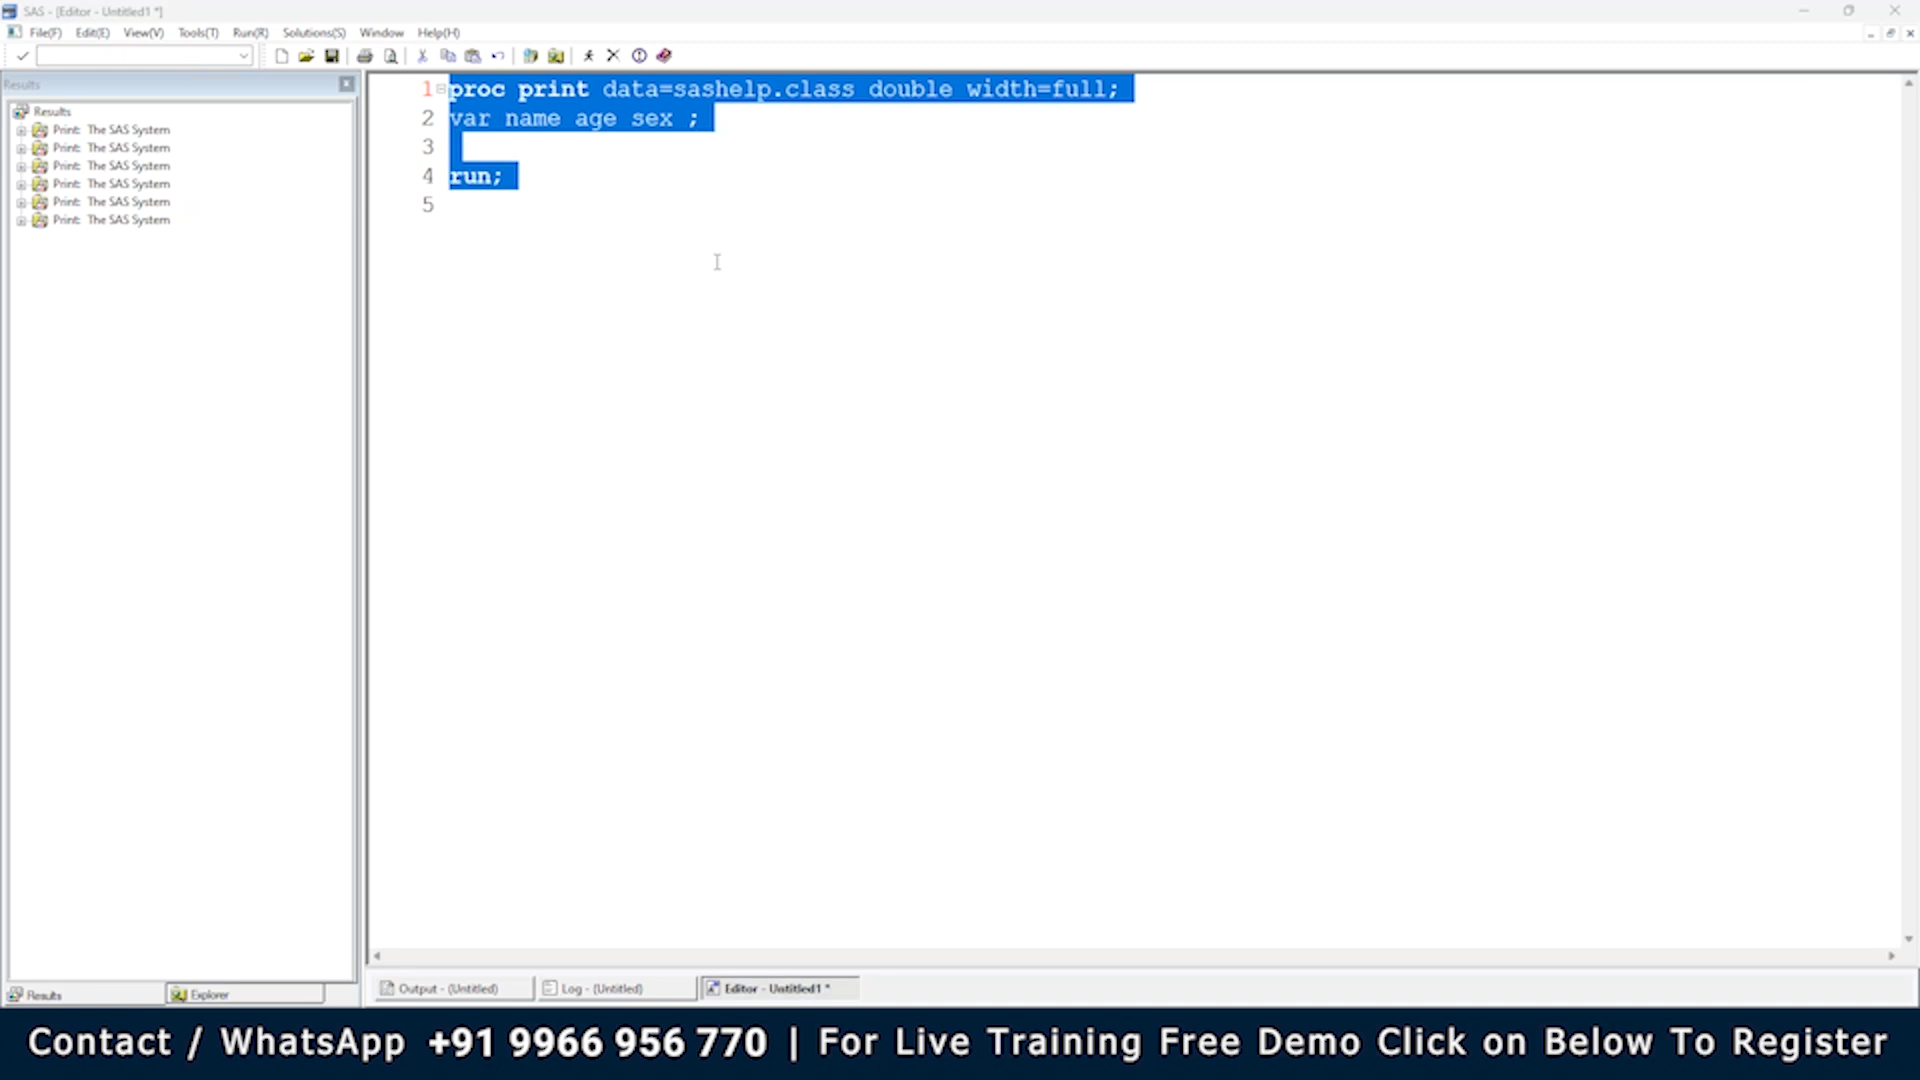 SAS - [Editor - Untitled1 *]
File(F) Edit(E) View(V) Tools(T) Run(R) Solutions(S) Window Help(H)
Results
Results
Print: The SAS System
Print: The SAS System
Print: The SAS System
Print: The SAS System
Print: The SAS System
Print: The SAS System
1 proc print data=sashelp.class double width=full;
2 var name age sex ;
3
4 run;
5
Results Explorer
Output - (Untitled) Log - (Untitled) Editor - Untitled1 *
Contact / WhatsApp +91 9966 956 770 | For Live Training Free Demo Click on Below To Register